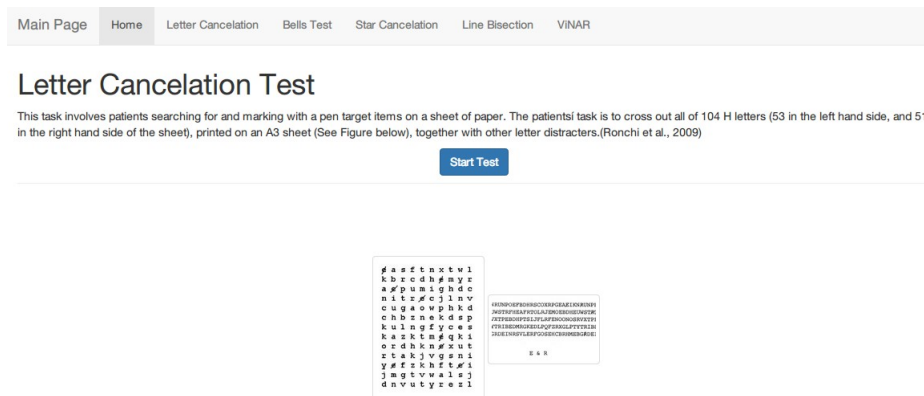 Main Page Home Letter Cancelation Bells Test Star Cancelation Line Bisection ViNAR
Letter Cancelation Test
This task involves patients searching for and marking with a pen target items on a sheet of paper. The patientsí task is to cross out all of 104 H letters (53 in the left hand side, and 51
in the right hand side of the sheet), printed on an A3 sheet (See Figure below), together with other letter distracters.(Ronchi et al., 2009)
Start Test
a s f t n x t w l
k b r c d h m y r
a p u m i g h d c
n i t r c j l n v
c u g a o w p h k d
c h b z n e k d s p
k u l n g f y c e s
k a z k t m q k i
o r d h k n x u t
r t a k j v g s n i
y f z k h f t i
j m g t v w a l s j
d n v u t y r e z l
E & R